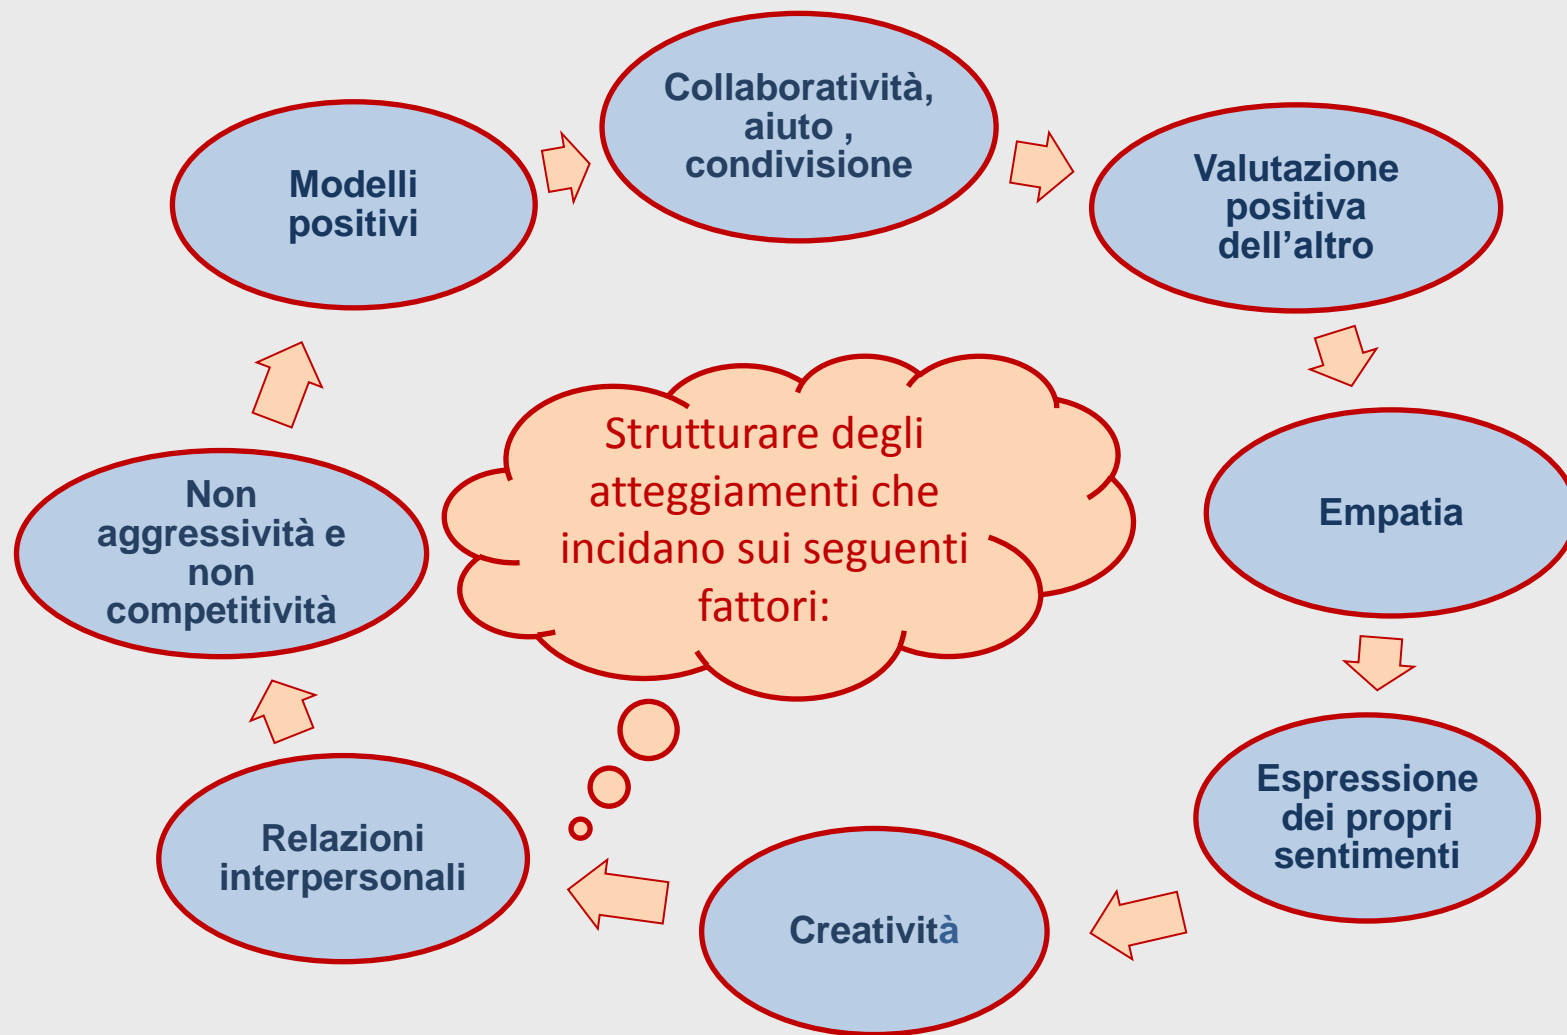 Collaboratività,
aiuto ,
condivisione
Valutazione
positiva
dell’altro
Empatia
Espressione
dei propri
sentimenti
Creatività
Relazioni
interpersonali
Non
aggressività e
non
competitività
Modelli
positivi
Strutturare degli
atteggiamenti che
incidano sui seguenti
fattori: